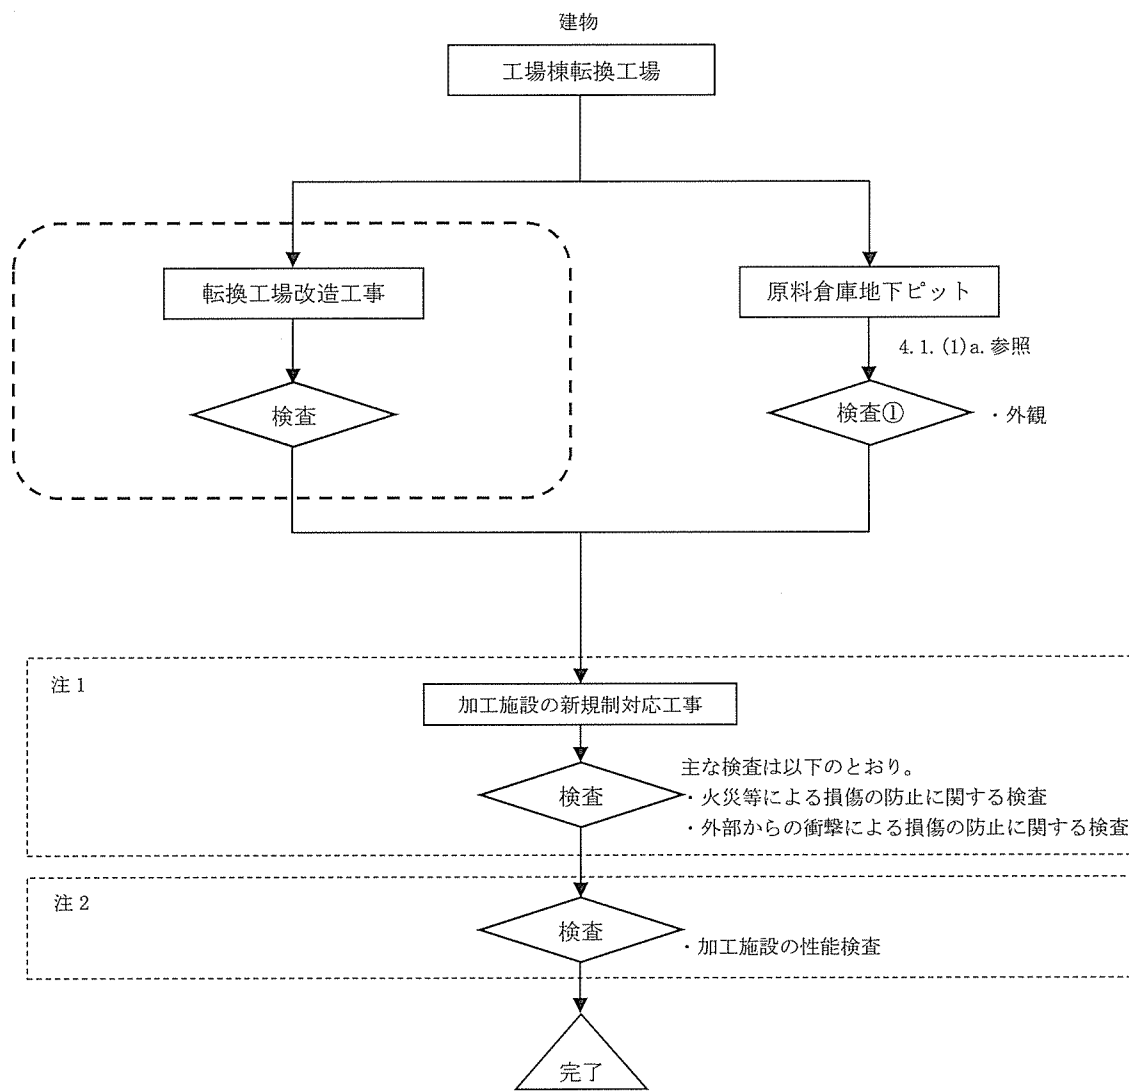 建物
工場棟転換工場
転換工場改造工事
原料倉庫地下ピット
4.1.(1)a.参照
検査
検査①
・外観
注1
加工施設の新規制対応工事
検査
主な検査は以下のとおり。
・火災等による損傷の防止に関する検査
・外部からの衝撃による損傷の防止に関する検査
注2
検査
・加工施設の性能検査
完了